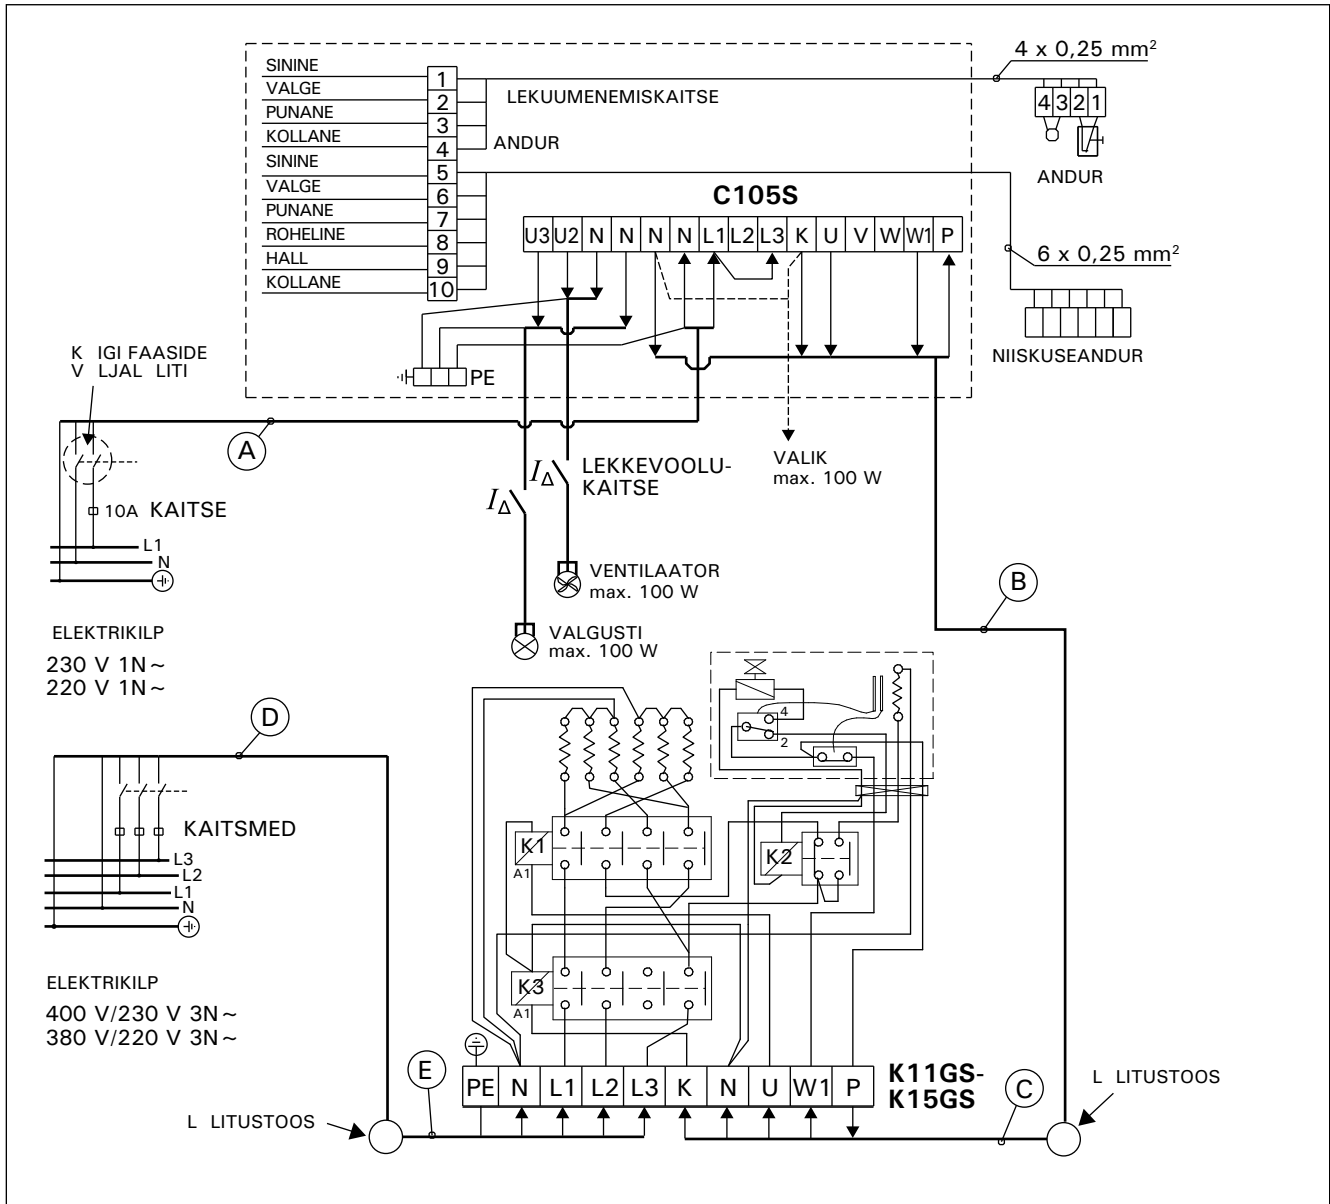 4 x 0,25 mm²
SININE
VALGE
PUNANE
KOLLANE
SININE
VALGE
PUNANE
ROHELINE
HALL
KOLLANE
1
2
3
4
5
6
7
8
9
10
LEKUUMENEMISKAITSE
ANDUR
4 3 2 1
ANDUR
C105S
U3 U2 N N N N L1 L2 L3 K U V W W1 P
6 x 0,25 mm²
NIISKUSEANDUR
PE
K IGI FAASIDE
V LJAL LITI
A
10A KAITSE
L1
N
ELEKTRIKILP
230 V 1N~
220 V 1N~
I∆
I∆
LEKKEVOOLU-
KAITSE
VALIK
max. 100 W
VENTILAATOR
max. 100 W
VALGUSTI
max. 100 W
B
D
KAITSMED
L3
L2
L1
N
ELEKTRIKILP
400 V/230 V 3N~
380 V/220 V 3N~
4
2
K1
A1
K2
K3
A1
PE N L1 L2 L3 K N U W1 P
K11GS-
K15GS
E
C
L LITUSTOOS
L LITUSTOOS